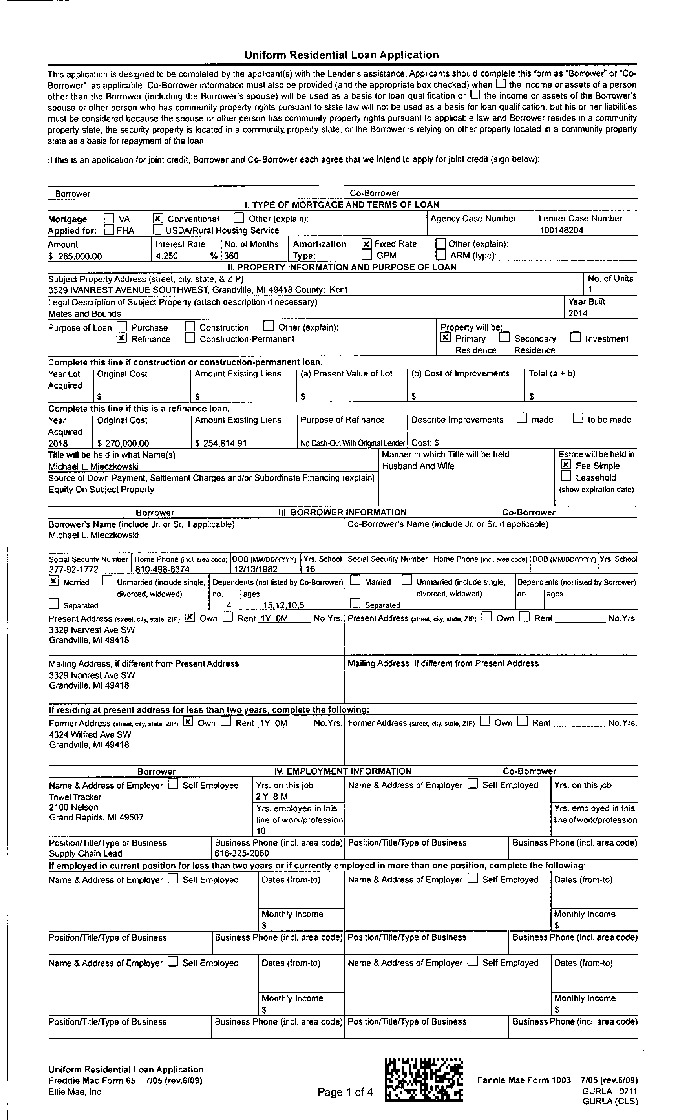 Uniform Residential Loan Application
This application is designed to be completed by the applicant(s) with the Lender's assistance. Applicants should complete this form as "Borrower" or "Co-
Borrower", as applicable. Co-Borrower information must also be provided (and the appropriate box checked) when the income or assets of a person
other than the Borrower (including the Borrower's spouse) will be used as a basis for loan qualification or the income or assets of the Borrower's
spouse or other person who has community property rights pursuant to state law will not be used as a basis for loan qualification, but his or her liabilities
must be considered because the spouse or other person has community property rights pursuant to applicable law and Borrower resides in a community
property state, the security property is located in a community property state, or the Borrower is relying on other property located in a community property
state as a basis for repayment of the loan.
If this is an application for joint credit, Borrower and Co-Borrower each agree that we intend to apply for joint credit (sign below):
Borrower Co-Borrower
I. TYPE OF MORTGAGE AND TERMS OF LOAN
Mortgage VA Conventional Other (explain): Agency Case Number Lender Case Number
Applied for: FHA USDA/Rural Housing Service 100148204
Amount Interest Rate No. of Months Amortization Fixed Rate Other (explain):
$ 265,000.00 4.250 % 360 Type: GPM ARM (type):
II. PROPERTY INFORMATION AND PURPOSE OF LOAN
Subject Property Address (street, city, state, & ZIP) No. of Units
3329 IVANREST AVENUE SOUTHWEST, Grandville, MI 49418 County: Kent 1
Legal Description of Subject Property (attach description if necessary) Year Built
Metes and Bounds 2014
Purpose of Loan Purchase Construction Other (explain): Property will be:
Refinance Construction-Permanent Primary Secondary Investment
Residence Residence
Complete this line if construction or construction-permanent loan.
Year Lot Original Cost Amount Existing Liens (a) Present Value of Lot (b) Cost of Improvements Total (a + b)
Acquired
$ $ $ $ $
Complete this line if this is a refinance loan.
Year Original Cost Amount Existing Liens Purpose of Refinance Describe Improvements made to be made
Acquired
2018 $ 270,000.00 $ 254,614.91 No Cash-Out With Original Lender Cost: $
Title will be held in what Name(s) Manner in which Title will be held Estate will be held in
Michael L. Mieczkowski Husband And Wife Fee Simple
Source of Down Payment, Settlement Charges and/or Subordinate Financing (explain) Leasehold
Equity On Subject Property (show expiration date)
Borrower III. BORROWER INFORMATION Co-Borrower
Borrower's Name (include Jr. or Sr. if applicable) Co-Borrower's Name (include Jr. or Sr. if applicable)
Michael L. Mieczkowski
Social Security Number Home Phone (incl. area code) DOB (MM/DD/YYYY) Yrs. School Social Security Number Home Phone (incl. area code) DOB (MM/DD/YYYY) Yrs. School
377-92-1772 810-498-6374 12/13/1982 16
Married Unmarried (include single, Dependents (not listed by Co-Borrower) Married Unmarried (include single, Dependents (not listed by Borrower)
divorced, widowed) no. ages divorced, widowed) no. ages
Separated 4 15,12,10,5 Separated
Present Address (street, city, state, ZIP) Own Rent 1Y 0M No. Yrs. Present Address (street, city, state, ZIP) Own Rent No. Yrs.
3329 Ivanrest Ave SW
Grandville, MI 49418
Mailing Address, if different from Present Address Mailing Address, if different from Present Address
3329 Ivanrest Ave SW
Grandville, MI 49418
If residing at present address for less than two years, complete the following:
Former Address (street, city, state, ZIP) Own Rent 1Y 0M No. Yrs. Former Address (street, city, state, ZIP) Own Rent No. Yrs.
4324 Wilfred Ave SW
Grandville, MI 49418
Borrower IV. EMPLOYMENT INFORMATION Co-Borrower
Name & Address of Employer Self Employed Yrs. on this job Name & Address of Employer Self Employed Yrs. on this job
Towel Tracker 2 Y 8 M
2100 Nelson Yrs. employed in this Yrs. employed in this
Grand Rapids, MI 49507 line of work/profession line of work/profession
10
Position/Title/Type of Business Business Phone (incl. area code) Position/Title/Type of Business Business Phone (incl. area code)
Supply Chain Lead 616-325-2060
If employed in current position for less than two years or if currently employed in more than one position, complete the following:
Name & Address of Employer Self Employed Dates (from-to) Name & Address of Employer Self Employed Dates (from-to)
Monthly Income Monthly Income
$ $
Position/Title/Type of Business Business Phone (incl. area code) Position/Title/Type of Business Business Phone (incl. area code)
Name & Address of Employer Self Employed Dates (from-to) Name & Address of Employer Self Employed Dates (from-to)
Monthly Income Monthly Income
$ $
Position/Title/Type of Business Business Phone (incl. area code) Position/Title/Type of Business Business Phone (incl. area code)
Uniform Residential Loan Application
Freddie Mac Form 65 7/05 (rev.6/09) Fannie Mae Form 1003 7/05 (rev.6/09)
Ellie Mae, Inc. Page 1 of 4 GURLA 0711
GURLA (CLS)